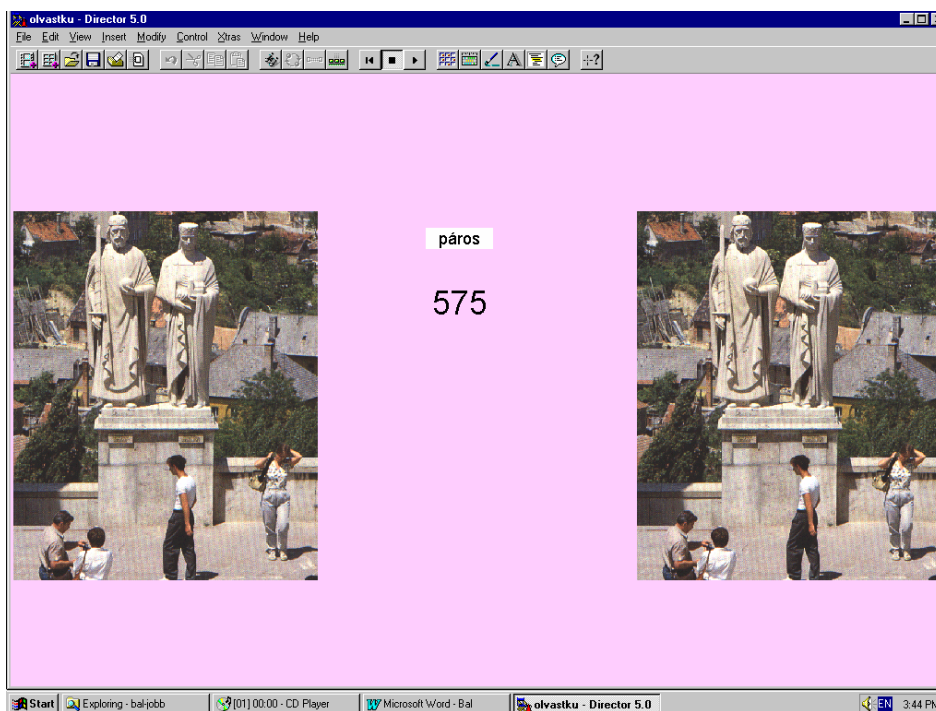 olvastku - Director 5.0
File Edit View Insert Modify Control Xtras Window Help
páros
575
Start Exploring - bal-jobb [01] 00:00 - CD Player Microsoft Word - Bal olvastku - Director 5.0 EN 3:44 PM